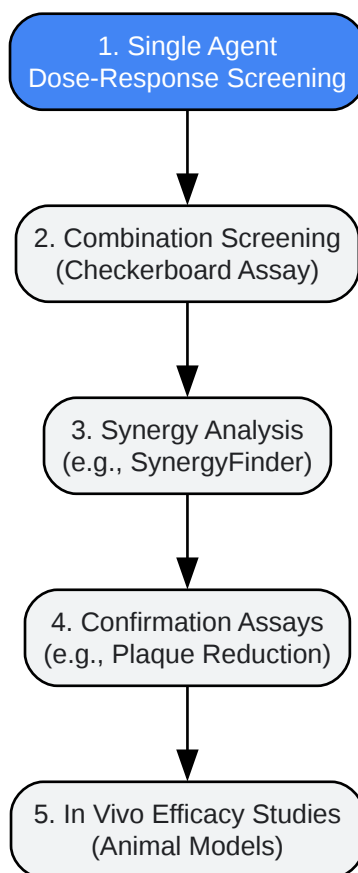 1. Single Agent
Dose-Response Screening
2. Combination Screening
(Checkerboard Assay)
3. Synergy Analysis
(e.g., SynergyFinder)
4. Confirmation Assays
(e.g., Plaque Reduction)
5. In Vivo Efficacy Studies
(Animal Models)